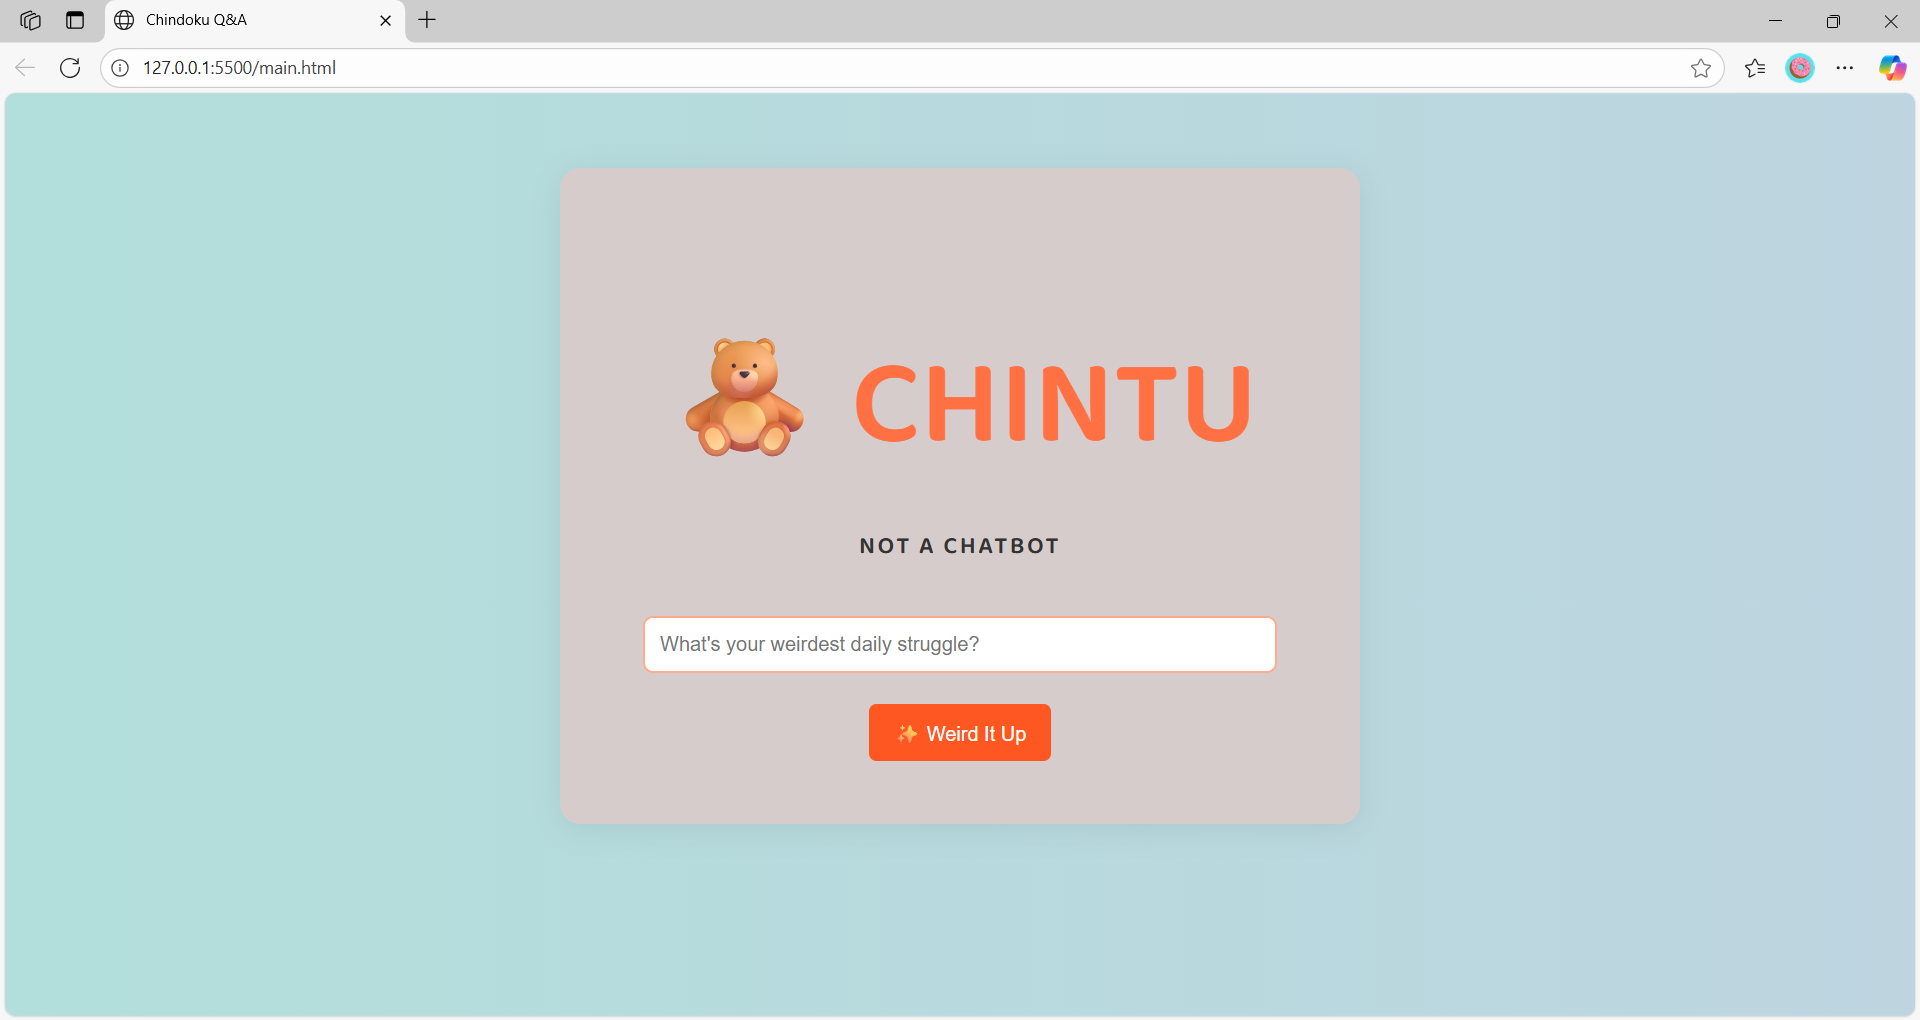 Chindoku Q&A
127.0.0.1:5500/main.html
CHINTU
NOT A CHATBOT
What's your weirdest daily struggle?
✨ Weird It Up